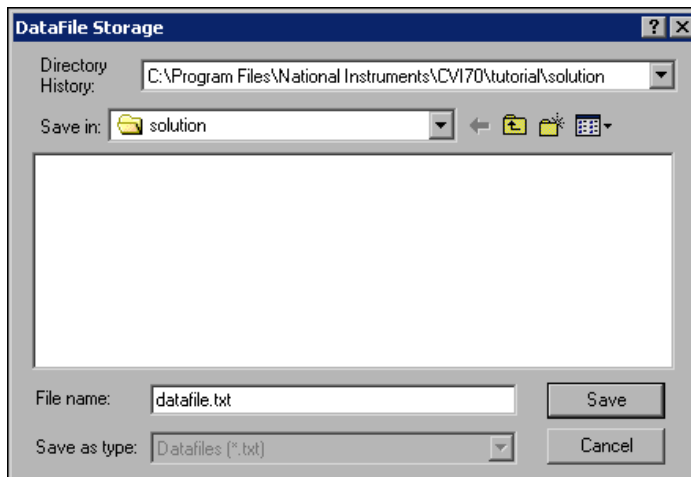 DataFile Storage
Directory History: C:\Program Files\National Instruments\CVI70\tutorial\solution
Save in: solution
File name: datafile.txt Save
Save as type: Datafiles (*.txt) Cancel